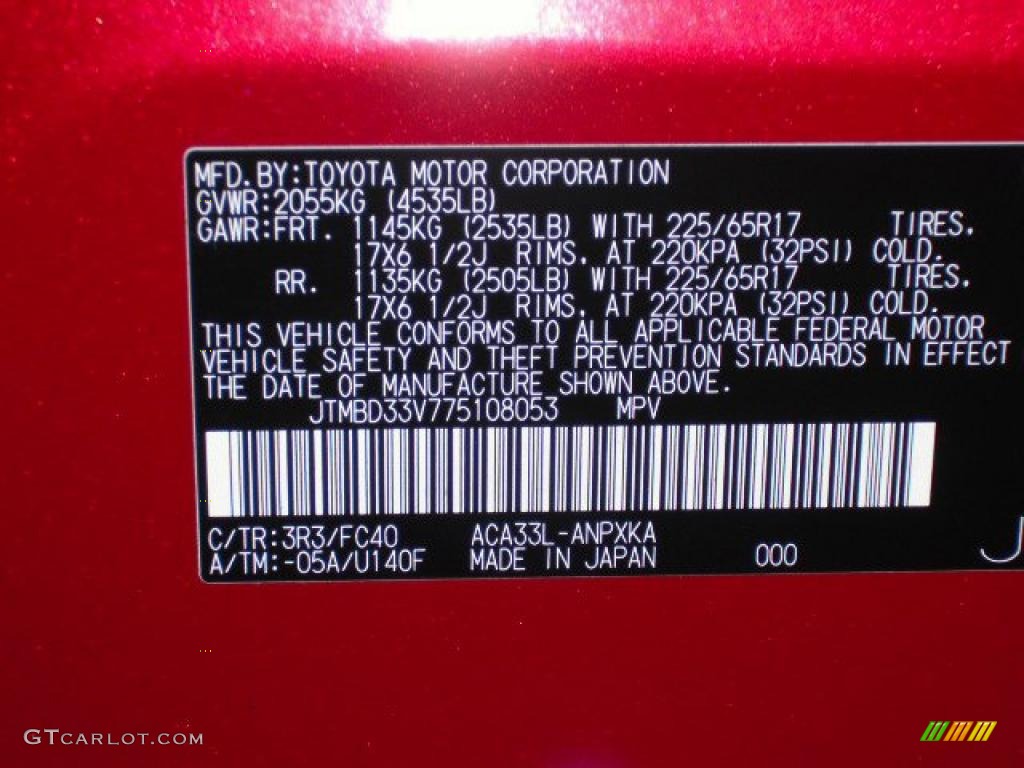 MFD.BY:TOYOTA MOTOR CORPORATION
GVWR:2055KG (4535LB)
GAWR:FRT. 1145KG (2535LB) WITH 225/65R17 TIRES.
17X6 1/2J RIMS. AT 220KPA (32PSI) COLD.
RR. 1135KG (2505LB) WITH 225/65R17 TIRES.
17X6 1/2J RIMS. AT 220KPA (32PSI) COLD.
THIS VEHICLE CONFORMS TO ALL APPLICABLE FEDERAL MOTOR
VEHICLE SAFETY AND THEFT PREVENTION STANDARDS IN EFFECT
THE DATE OF MANUFACTURE SHOWN ABOVE.
JTMBD33V775108053 MPV
C/TR:3R3/FC40 ACA33L-ANPXKA
A/TM:-05A/U140F MADE IN JAPAN 000 J
GTCARLOT.COM